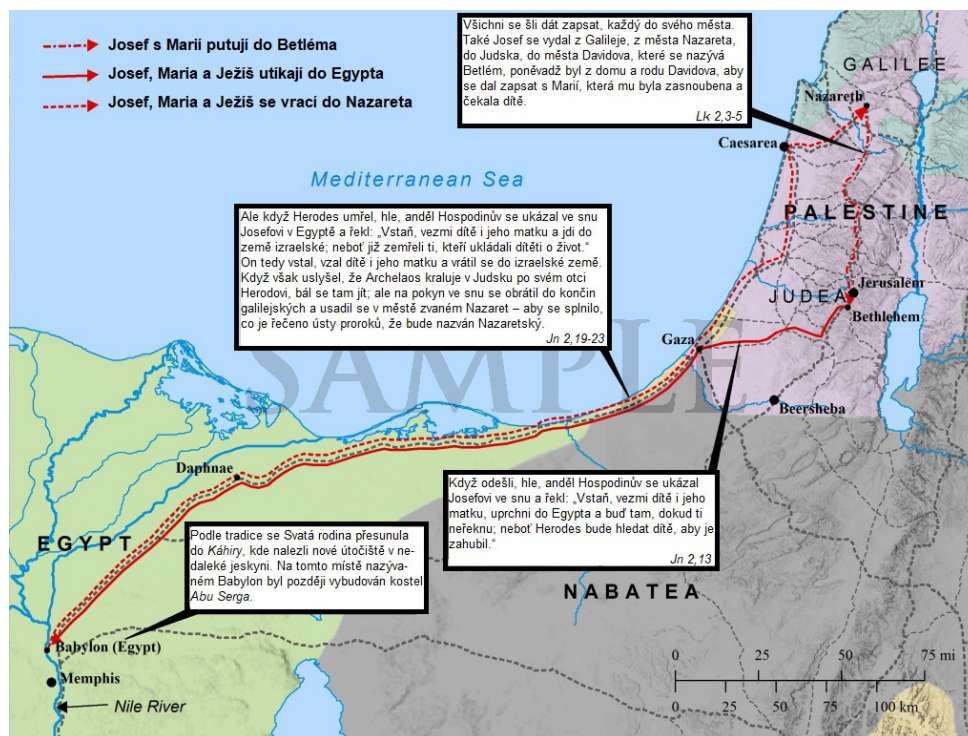 Josef s Marií putují do Betléma
Josef, Maria a Ježíš utíkají do Egypta
Josef, Maria a Ježíš se vrací do Nazareta
Všichni se šli dát zapsat, každý do svého města.
Také Josef se vydal z Galileje, z města Nazareta,
do Judska, do města Davidova, které se nazývá
Betlém, poněvadž byl z domu a rodu Davidova, aby
se dal zapsat s Marií, která mu byla zasnoubena a
čekala dítě.
Lk 2,3-5
GALILEE
Nazareth
Caesarea
Mediterranean Sea
PALESTINE
Ale když Herodes umřel, hle, anděl Hospodinův se ukázal ve snu
Josefovi v Egyptě a řekl: „Vstaň, vezmi dítě i jeho matku a jdi do
země izraelské; neboť již zemřeli ti, kteří ukládali dítěti o život.“
On tedy vstal, vzal dítě i jeho matku a vrátil se do izraelské země.
Když však uslyšel, že Archelaos kraluje v Judsku po svém otci
Herodovi, bál se tam jít; ale na pokyn ve snu se obrátil do končin
galilejských a usadil se v městě zvaném Nazaret – aby se splnilo,
co je řečeno ústy proroků, že bude nazván Nazaretský.
Jn 2,19-23
Jerusalem
JUDEA
Bethlehem
Gaza
SAMPLE
Beersheba
Daphnae
Když odešli, hle, anděl Hospodinův se ukázal
Josefovi ve snu a řekl: „Vstaň, vezmi dítě i jeho
matku, uprchni do Egypta a buď tam, dokud ti
neřeknu; neboť Herodes bude hledat dítě, aby je
zahubil.“
Jn 2,13
EGYPT
Podle tradice se Svatá rodina přesunula
do Káhiry, kde nalezli nové útočiště v ne-
daleké jeskyni. Na tomto místě nazýva-
ném Babylon byl později vybudován kostel
Abu Serga.
NABATEA
Babylon (Egypt)
Memphis
Nile River
0 25 50 75 mi
0 50 100 km